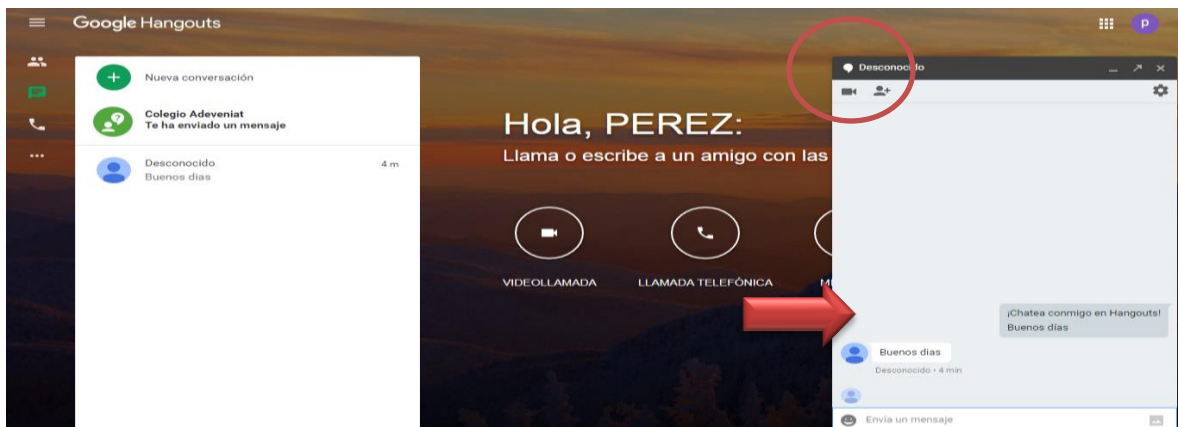 Google Hangouts
P
Nueva conversación
Colegio Adeveniat
Te ha enviado un mensaje
Desconocido 4 m
Buenos dias
Hola, PEREZ:
Llama o escribe a un amigo con las
VIDEOLLAMADA
LLAMADA TELEFÓNICA
Desconocido
¡Chatea conmigo en Hangouts!
Buenos días
Buenos dias
Desconocido • 4 min
Envía un mensaje